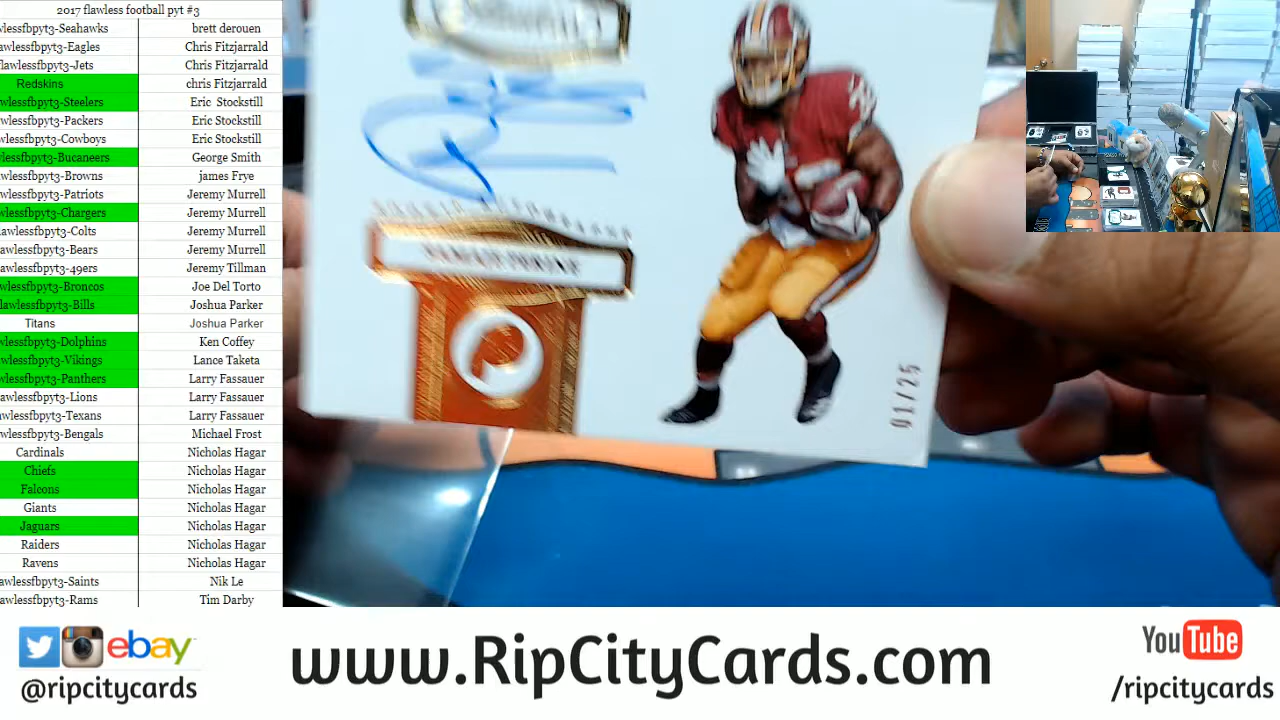 2017 flawless football pyt #3
wlessfbpyt3-Seahawks brett derouen
awlessfbpyt3-Eagles Chris Fitzjarrald
flawlessfbpyt3-Jets Chris Fitzjarrald
Redskins chris Fitzjarrald
wlessfbpyt3-Steelers Eric Stockstill
wlessfbpyt3-Packers Eric Stockstill
wlessfbpyt3-Cowboys Eric Stockstill
lessfbpyt3-Bucaneers George Smith
wlessfbpyt3-Browns james Frye
wlessfbpyt3-Patriots Jeremy Murrell
wlessfbpyt3-Chargers Jeremy Murrell
lawlessfbpyt3-Colts Jeremy Murrell
awlessfbpyt3-Bears Jeremy Murrell
lawlessfbpyt3-49ers Jeremy Tillman
wlessfbpyt3-Broncos Joe Del Torto
lawlessfbpyt3-Bills Joshua Parker
Titans Joshua Parker
wlessfbpyt3-Dolphins Ken Coffey
wlessfbpyt3-Vikings Lance Taketa
wlessfbpyt3-Panthers Larry Fassauer
lawlessfbpyt3-Lions Larry Fassauer
awlessfbpyt3-Texans Larry Fassauer
wlessfbpyt3-Bengals Michael Frost
Cardinals Nicholas Hagar
Chiefs Nicholas Hagar
Falcons Nicholas Hagar
Giants Nicholas Hagar
Jaguars Nicholas Hagar
Raiders Nicholas Hagar
Ravens Nicholas Hagar
awlessfbpyt3-Saints Nik Le
awlessfbpyt3-Rams Tim Darby
01/25
ebay
@ripcitycards
www.RipCityCards.com
YouTube
/ripcitycards